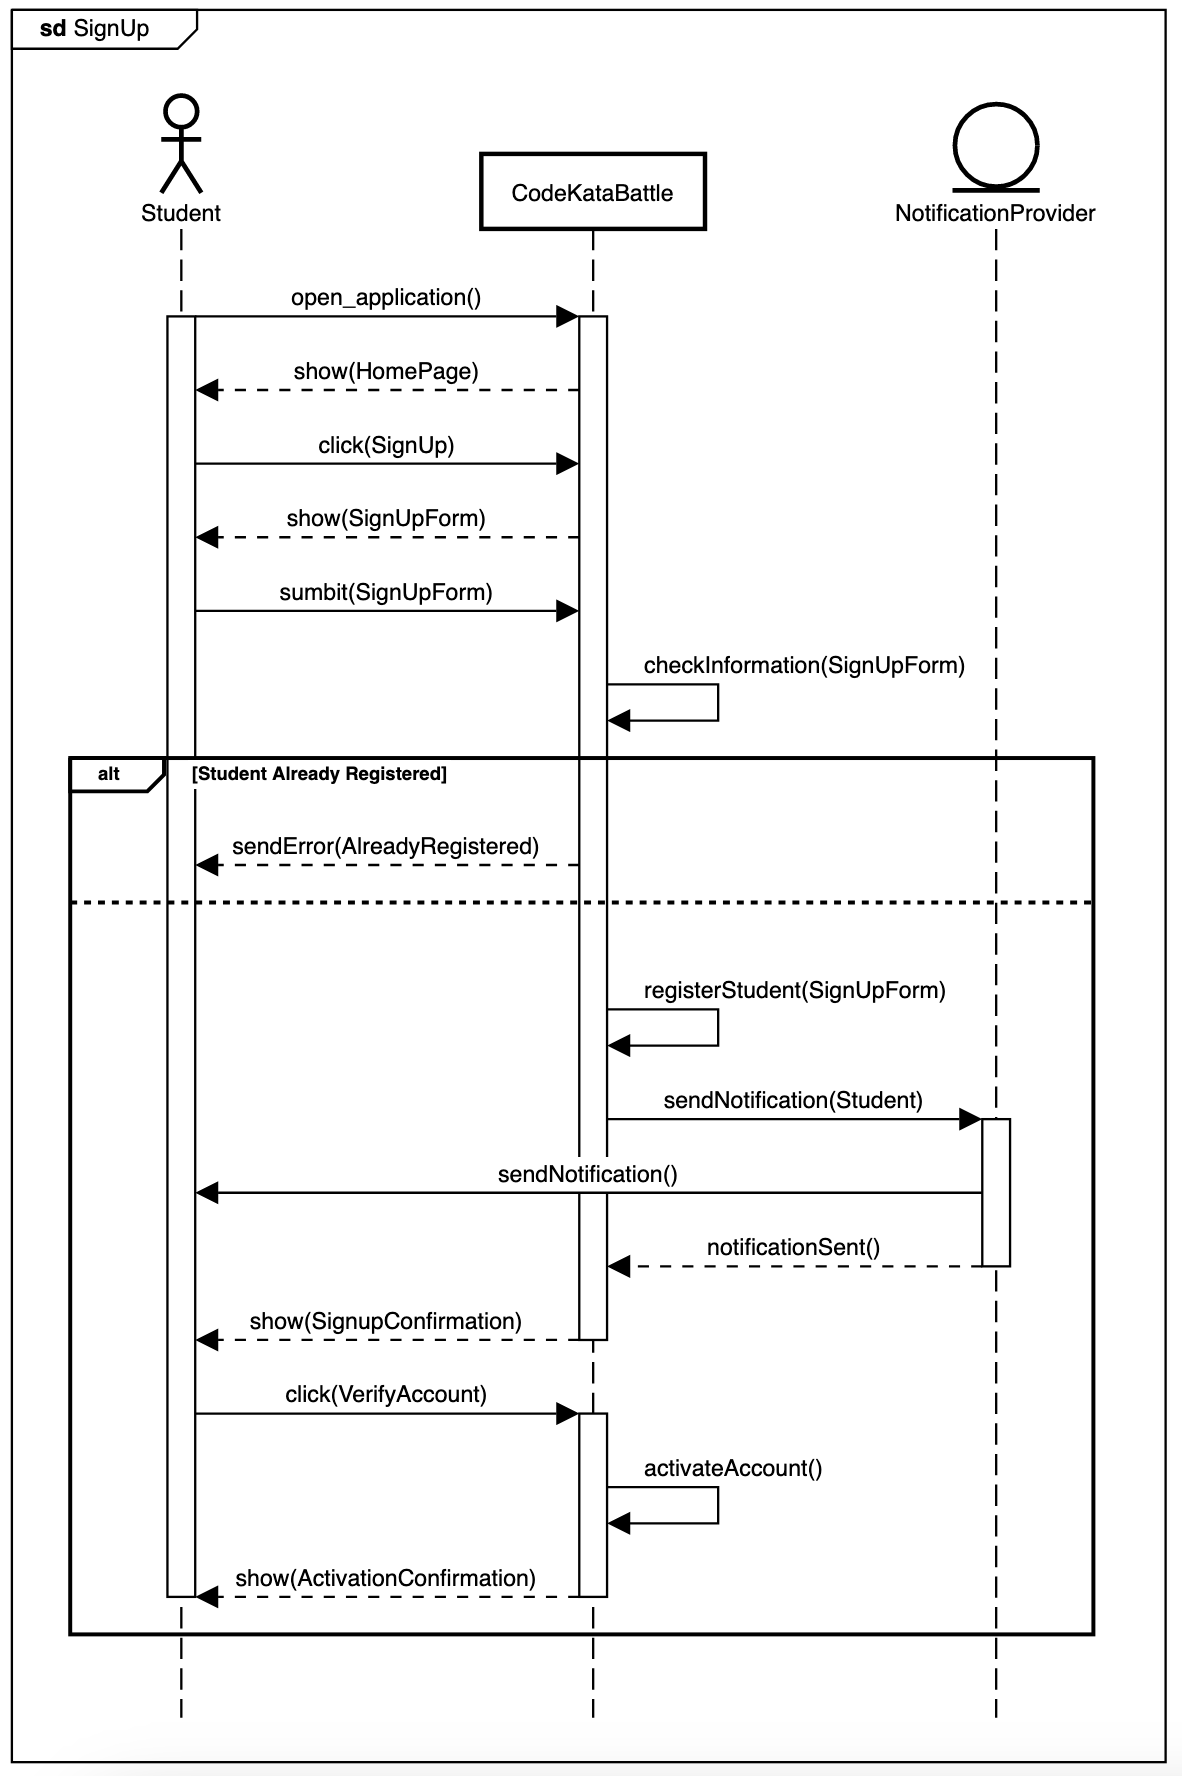 sd SignUp
Student
CodeKataBattle
NotificationProvider
open_application()
show(HomePage)
click(SignUp)
show(SignUpForm)
sumbit(SignUpForm)
checkInformation(SignUpForm)
alt
[Student Already Registered]
sendError(AlreadyRegistered)
registerStudent(SignUpForm)
sendNotification(Student)
sendNotification()
notificationSent()
show(SignupConfirmation)
click(VerifyAccount)
activateAccount()
show(ActivationConfirmation)